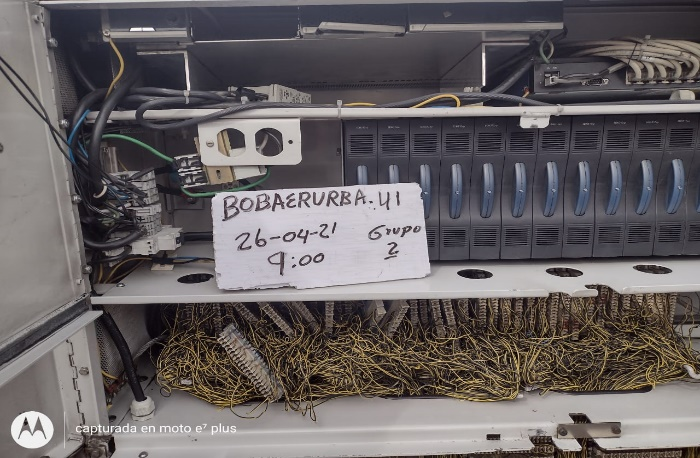 BOBAERURBA.41
26-04-21 Grupo
9:00 2
capturada en moto e⁷ plus